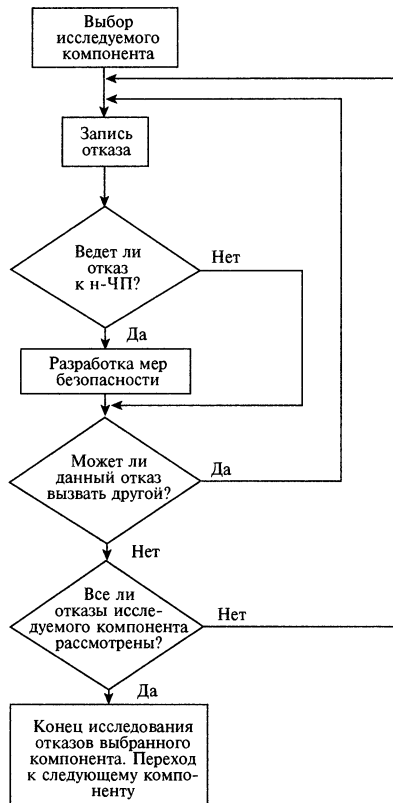 Выбор
исследуемого
компонента
Запись
отказа
Ведет ли
отказ
к н-ЧП?
Нет
Да
Разработка мер
безопасности
Может ли
данный отказ
вызвать другой?
Да
Нет
Все ли
отказы иссле-
дуемого компонента
рассмотрены?
Нет
Да
Конец исследования
отказов выбранного
компонента. Переход
к следующему компо-
ненту